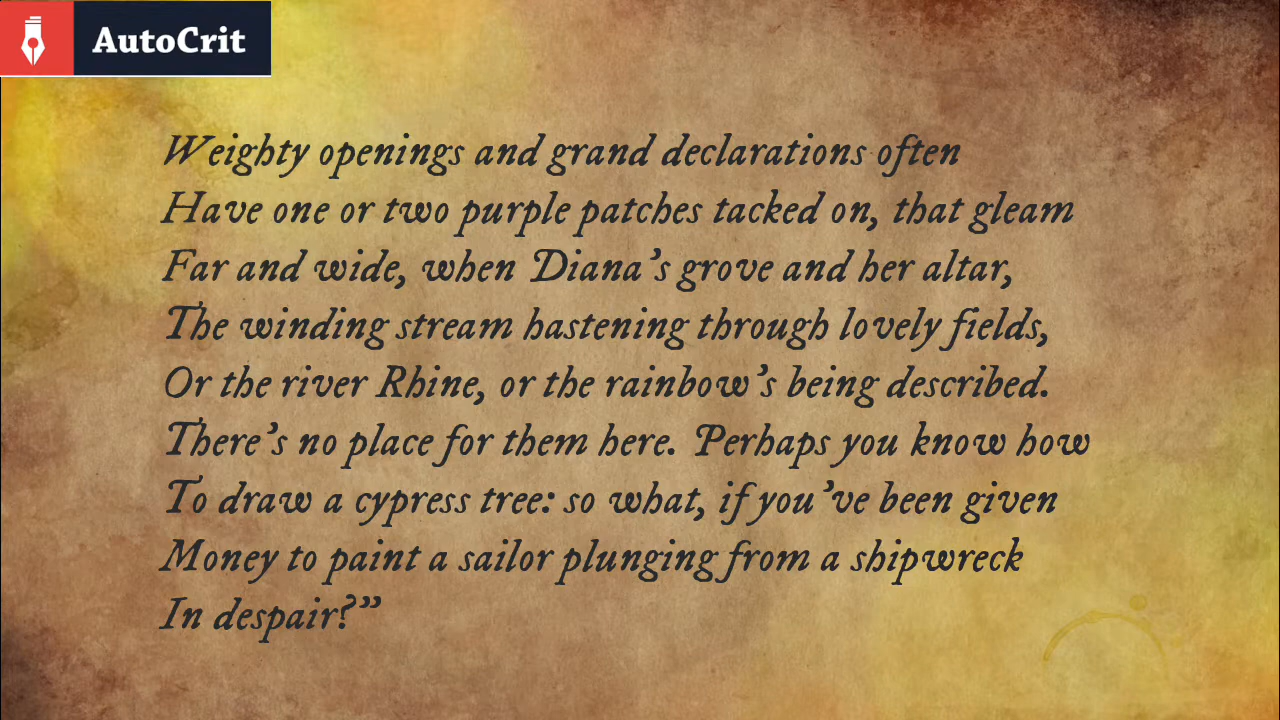 AutoCrit
Weighty openings and grand declarations often
Have one or two purple patches tacked on, that gleam
Far and wide, when Diana’s grove and her altar,
The winding stream hastening through lovely fields,
Or the river Rhine, or the rainbow’s being described.
There’s no place for them here. Perhaps you know how
To draw a cypress tree: so what, if you’ve been given
Money to paint a sailor plunging from a shipwreck
In despair?”